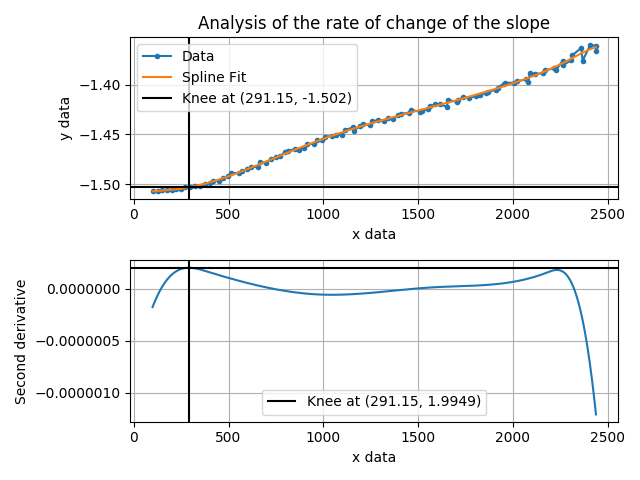 Analysis of the rate of change of the slope
Data
Spline Fit
Knee at (291.15, -1.502)
y data
−1.40
−1.45
−1.50
0
500
1000
1500
2000
2500
x data
Second derivative
0.0000000
−0.0000005
−0.0000010
Knee at (291.15, 1.9949)
0
500
1000
1500
2000
2500
x data